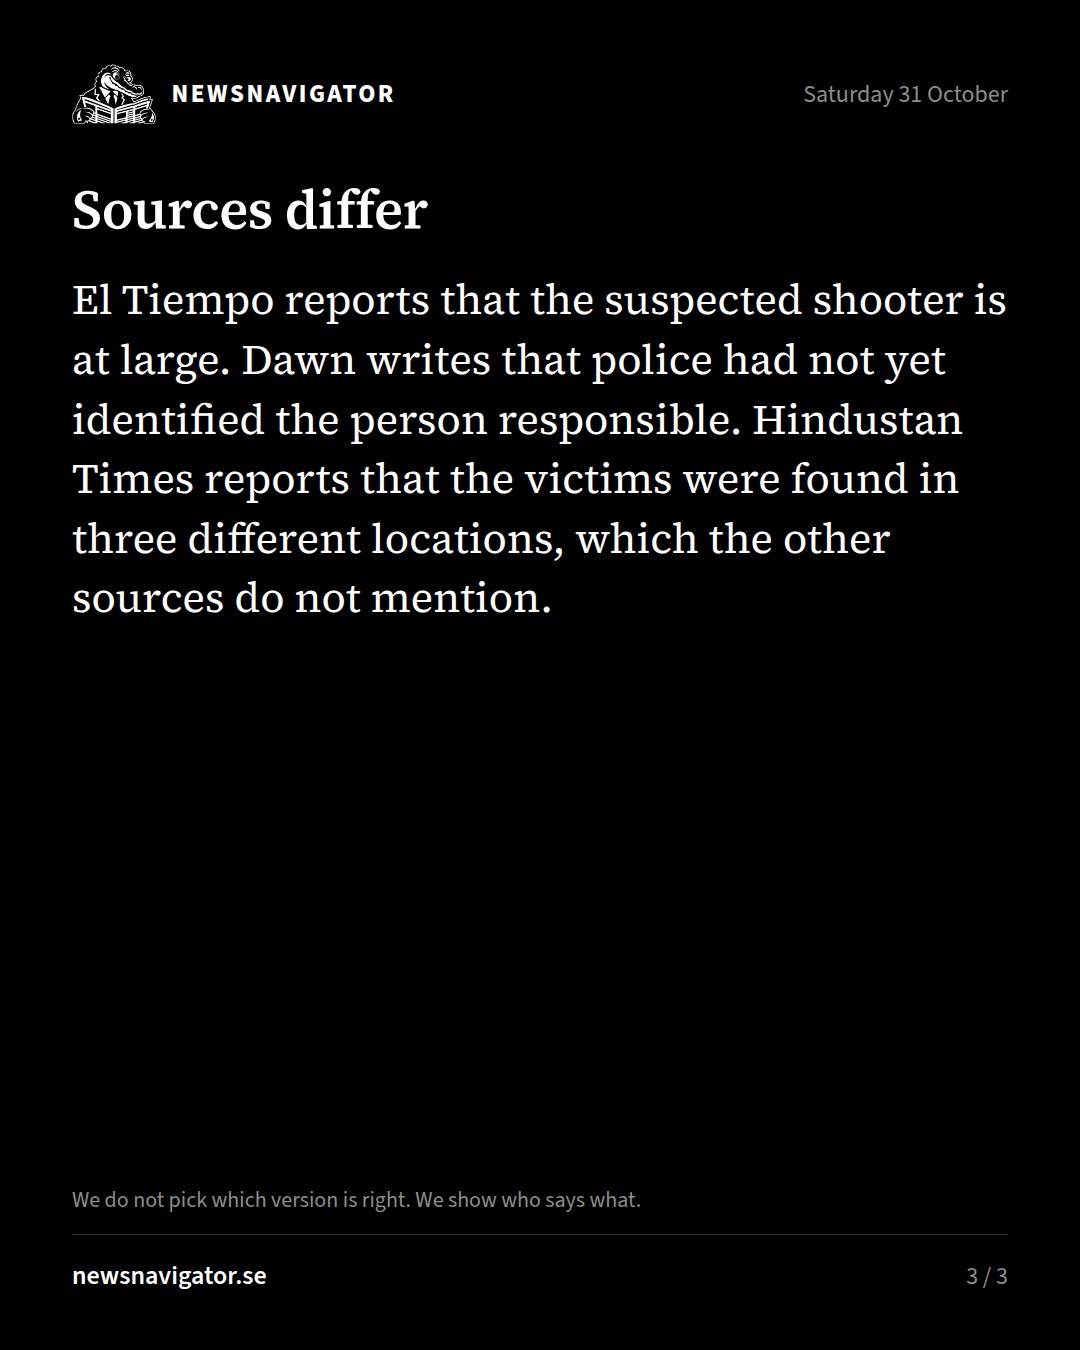 NEWSNAVIGATOR
Saturday 31 October
Sources differ
El Tiempo reports that the suspected shooter is
at large. Dawn writes that police had not yet
identified the person responsible. Hindustan
Times reports that the victims were found in
three different locations, which the other
sources do not mention.
We do not pick which version is right. We show who says what.
newsnavigator.se
3 / 3